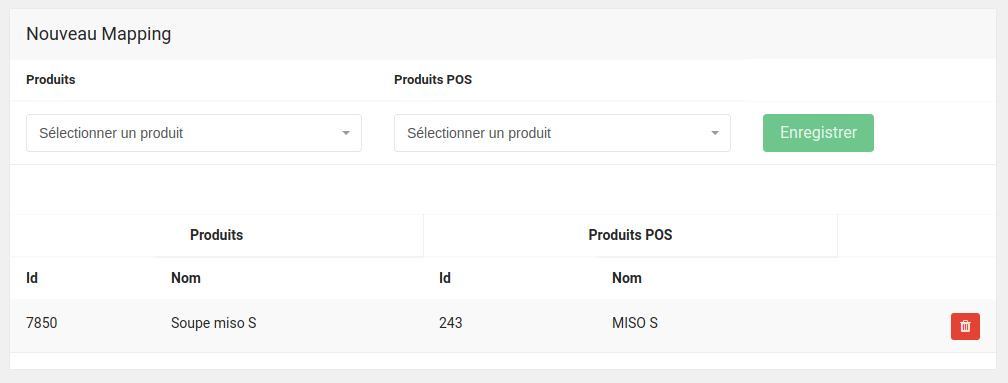 Nouveau Mapping
Produits Produits POS
Sélectionner un produit Sélectionner un produit Enregistrer
Produits Produits POS
Id Nom Id Nom
7850 Soupe miso S 243 MISO S